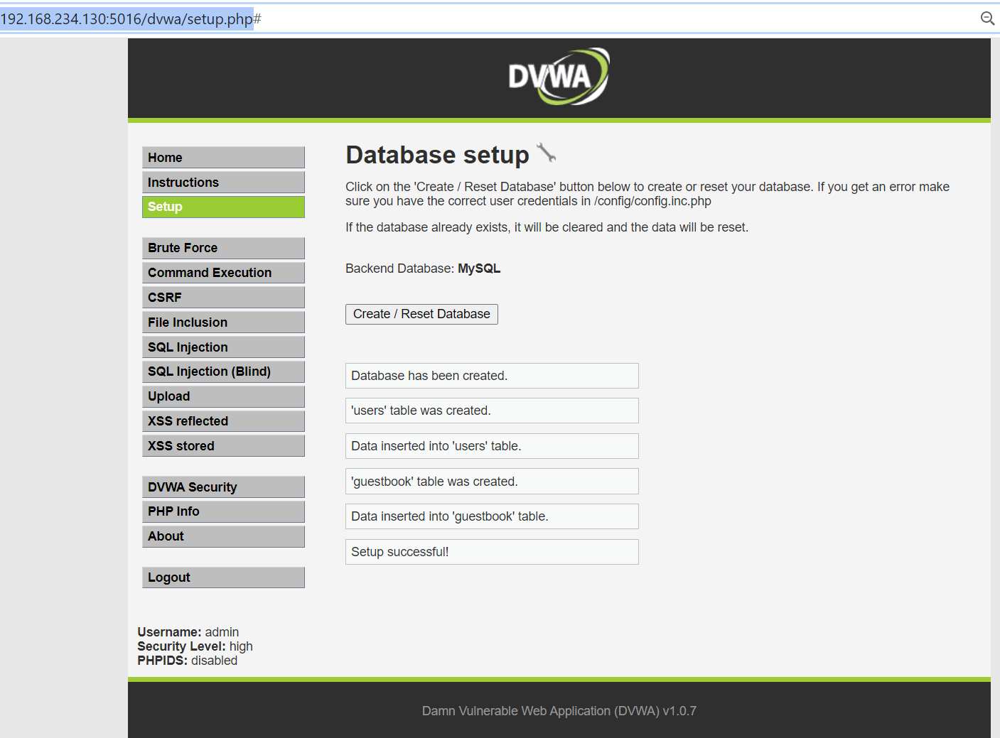 192.168.234.130:5016/dvwa/setup.php#
DVWA
Home
Instructions
Setup
Brute Force
Command Execution
CSRF
File Inclusion
SQL Injection
SQL Injection (Blind)
Upload
XSS reflected
XSS stored
DVWA Security
PHP Info
About
Logout
Username: admin
Security Level: high
PHPIDS: disabled
Database setup
Click on the 'Create / Reset Database' button below to create or reset your database. If you get an error make
sure you have the correct user credentials in /config/config.inc.php
If the database already exists, it will be cleared and the data will be reset.
Backend Database: MySQL
Create / Reset Database
Database has been created.
'users' table was created.
Data inserted into 'users' table.
'guestbook' table was created.
Data inserted into 'guestbook' table.
Setup successful!
Damn Vulnerable Web Application (DVWA) v1.0.7